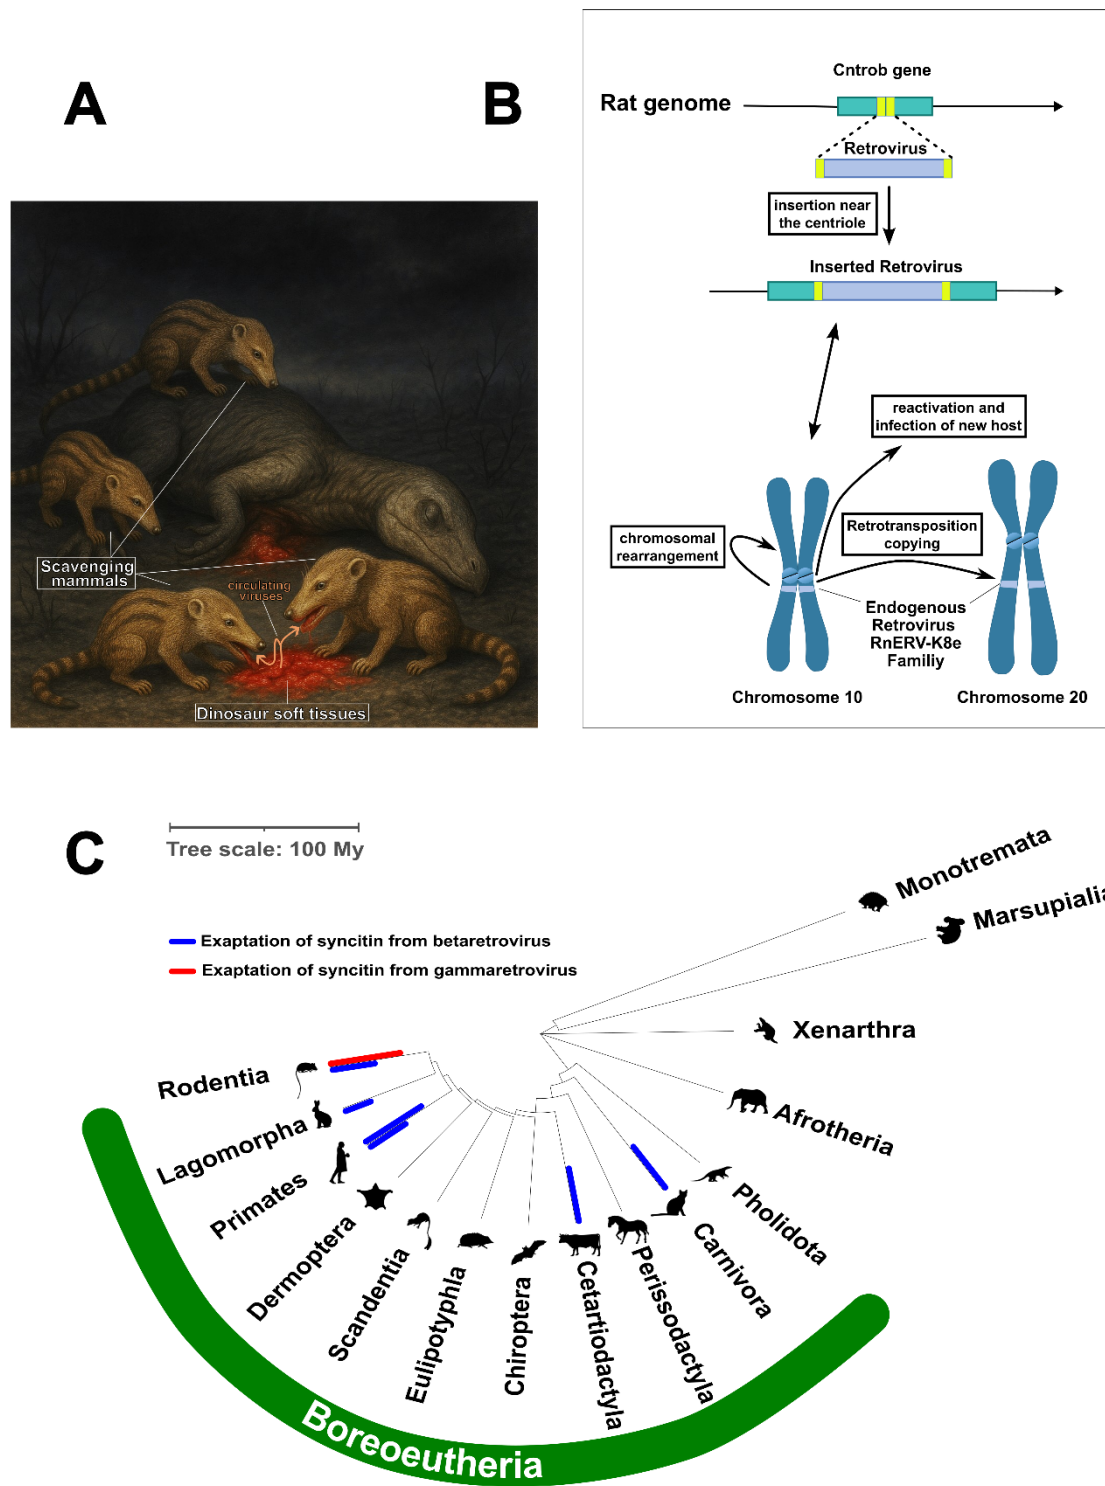 A
B
Scavenging
mammals
circulating
viruses
Dinosaur soft tissues
Cntrob gene
Rat genome
Retrovirus
insertion near
the centriole
Inserted Retrovirus
reactivation and
infection of new host
chromosomal
rearrangement
Retrotransposition
copying
Endogenous
Retrovirus
RnERV-K8e
Familiy
Chromosome 10
Chromosome 20
C
Tree scale: 100 My
Exaptation of syncitin from betaretrovirus
Exaptation of syncitin from gammaretrovirus
Monotremata
Marsupialia
Xenarthra
Afrotheria
Pholidota
Carnivora
Perissodactyla
Cetartiodactyla
Chiroptera
Eulipotyphla
Scandentia
Dermoptera
Primates
Lagomorpha
Rodentia
Boreoeutheria